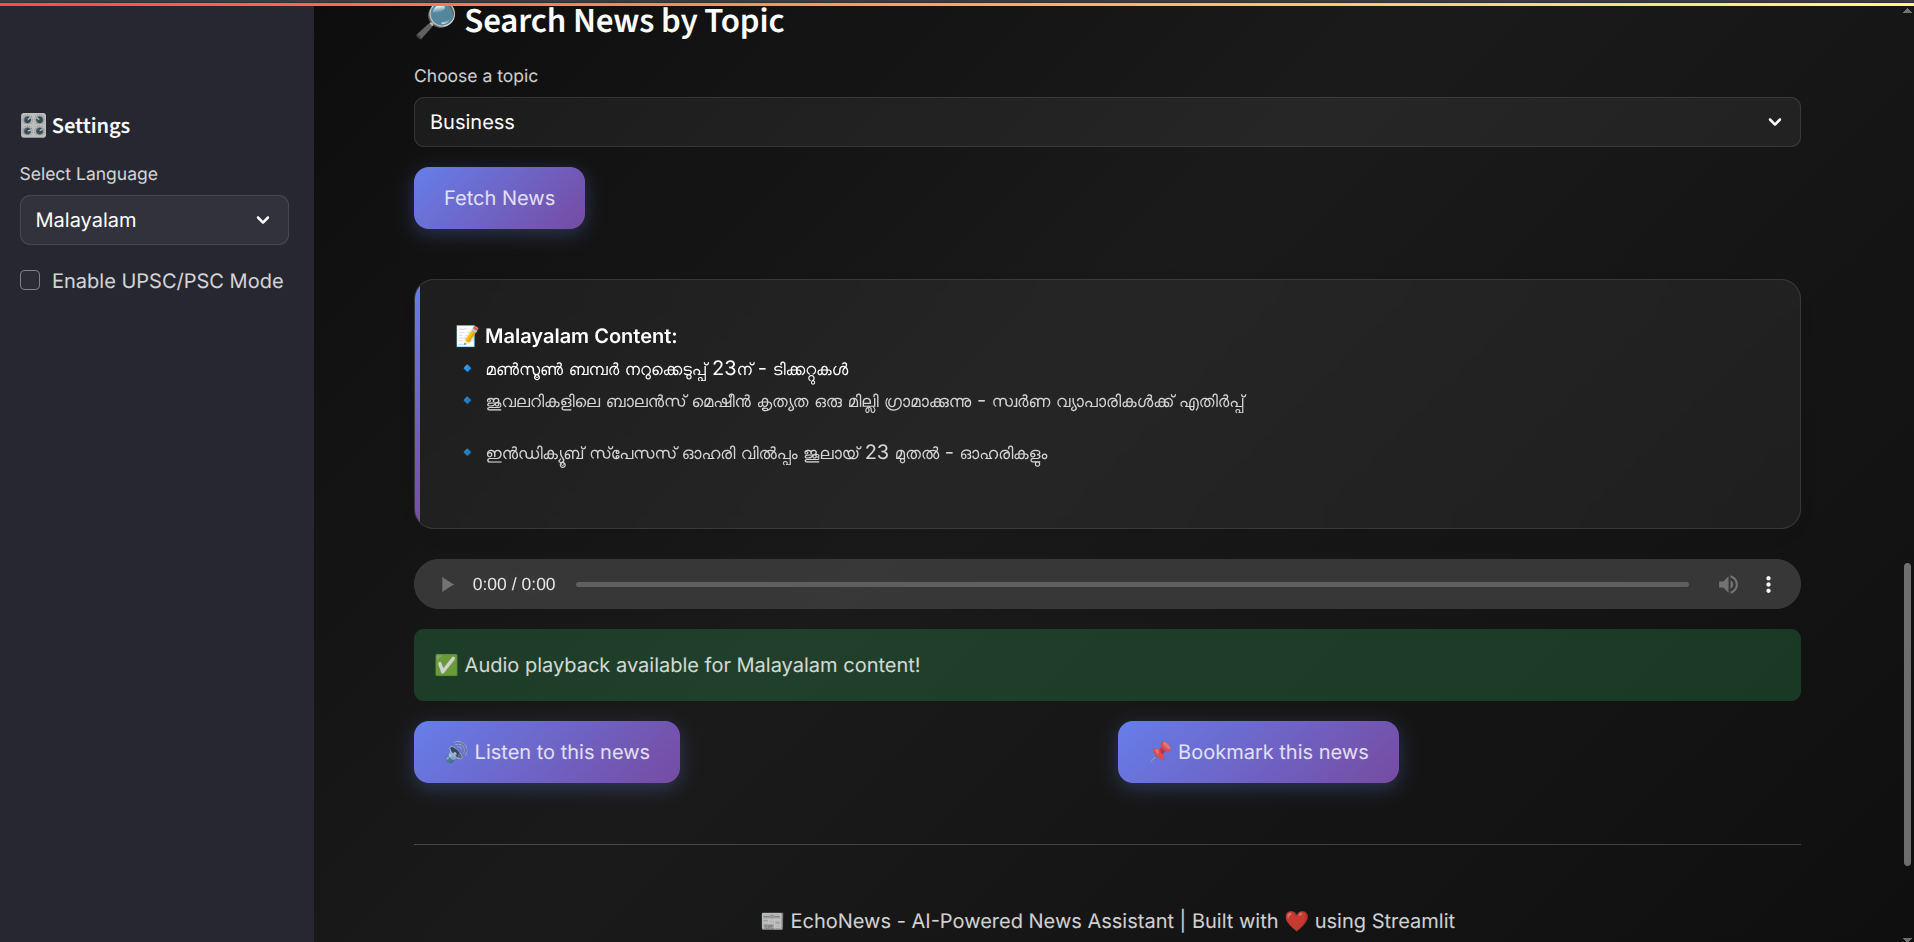 🔎 Search News by Topic
Choose a topic
Business
🎛️ Settings
Select Language
Malayalam
Enable UPSC/PSC Mode
Fetch News
📝 Malayalam Content:
🔹 മൺസൂൺ ബമ്പർ നറുക്കെടുപ്പ് 23ന് - ടിക്കറ്റുകൾ
🔹 ജുവലറികളിലെ ബാലൻസ് മെഷീൻ കൃത്യത ഒരു മില്ലി ഗ്രാമാക്കുന്നു - സ്വർണ വ്യാപാരികൾക്ക് എതിർപ്പ്
🔹 ഇൻഡിക്യൂബ് സ്പേസസ് ഓഹരി വിൽപ്പം ജൂലായ് 23 മുതൽ - ഓഹരികളും
0:00 / 0:00
✅ Audio playback available for Malayalam content!
🔊 Listen to this news
📌 Bookmark this news
📰 EchoNews - AI-Powered News Assistant | Built with ❤️ using Streamlit